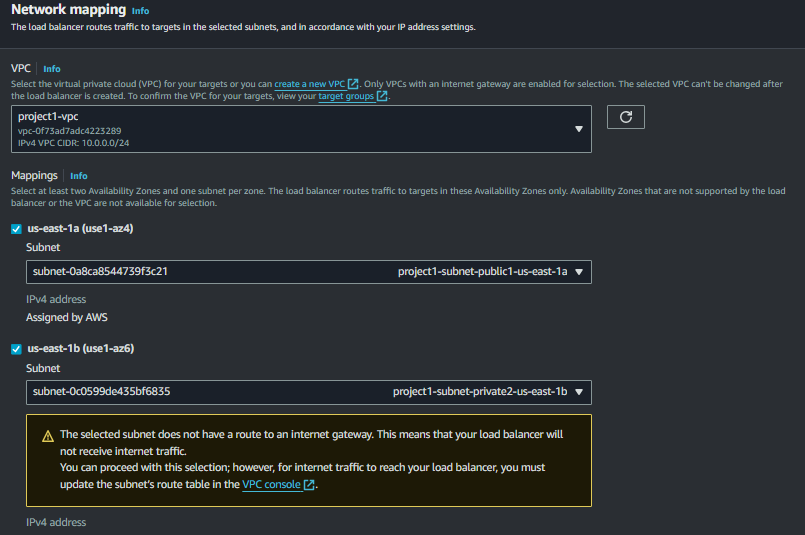 Network mapping Info
The load balancer routes traffic to targets in the selected subnets, and in accordance with your IP address settings.
VPC Info
Select the virtual private cloud (VPC) for your targets or you can create a new VPC. Only VPCs with an internet gateway are enabled for selection. The selected VPC can't be changed after
the load balancer is created. To confirm the VPC for your targets, view your target groups.
project1-vpc
vpc-0f73ad7adc4223289
IPv4 VPC CIDR: 10.0.0.0/24
Mappings Info
Select at least two Availability Zones and one subnet per zone. The load balancer routes traffic to targets in these Availability Zones only. Availability Zones that are not supported by the load
balancer or the VPC are not available for selection.
us-east-1a (use1-az4)
Subnet
subnet-0a8ca8544739f3c21 project1-subnet-public1-us-east-1a
IPv4 address
Assigned by AWS
us-east-1b (use1-az6)
Subnet
subnet-0c0599de435bf6835 project1-subnet-private2-us-east-1b
The selected subnet does not have a route to an internet gateway. This means that your load balancer will
not receive internet traffic.
You can proceed with this selection; however, for internet traffic to reach your load balancer, you must
update the subnet's route table in the VPC console.
IPv4 address